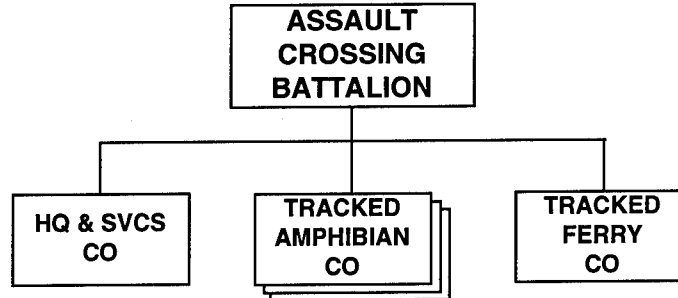 ASSAULT
CROSSING
BATTALION
HQ & SVCS
CO
TRACKED
AMPHIBIAN
CO
TRACKED
FERRY
CO